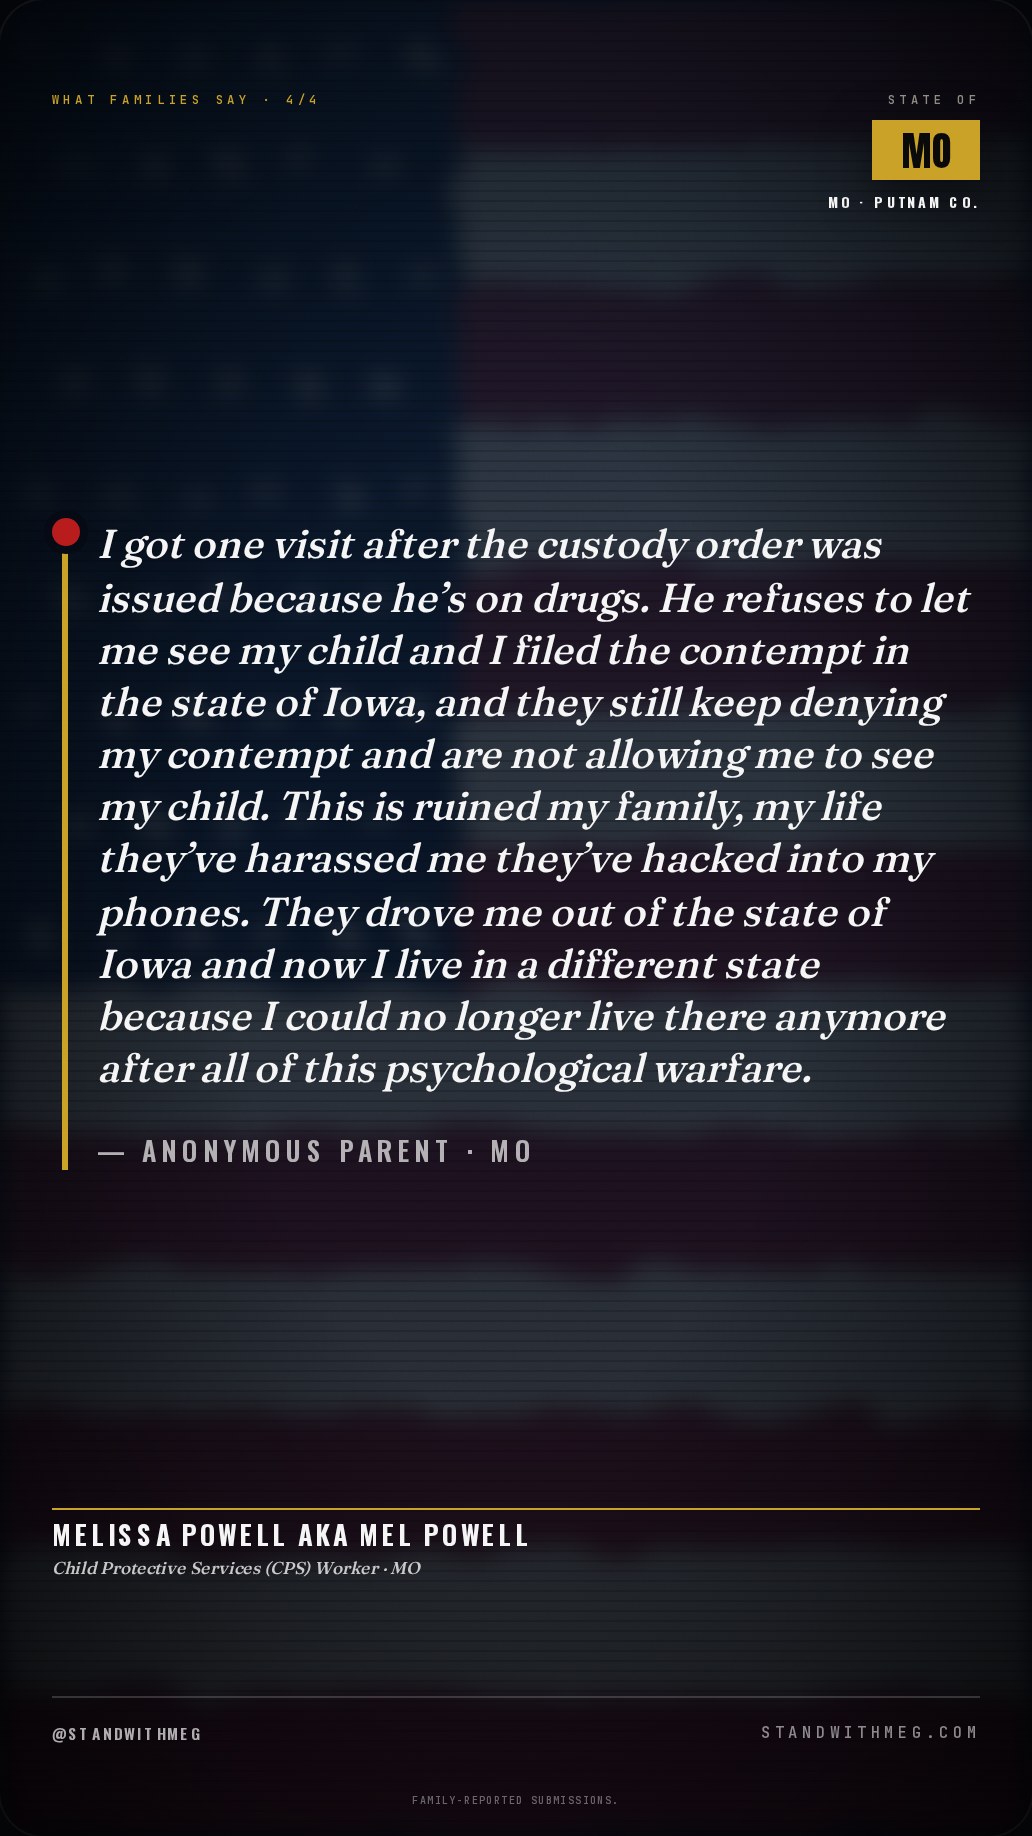 WHAT FAMILIES SAY · 4/4
STATE OF
MO
MO · PUTNAM CO.
I got one visit after the custody order was
issued because he’s on drugs. He refuses to let
me see my child and I filed the contempt in
the state of Iowa, and they still keep denying
my contempt and are not allowing me to see
my child. This is ruined my family, my life
they’ve harassed me they’ve hacked into my
phones. They drove me out of the state of
Iowa and now I live in a different state
because I could no longer live there anymore
after all of this psychological warfare.
— ANONYMOUS PARENT · MO
MELISSA POWELL AKA MEL POWELL
Child Protective Services (CPS) Worker · MO
@STANDWITHMEG
STANDWITHMEG.COM
FAMILY-REPORTED SUBMISSIONS.